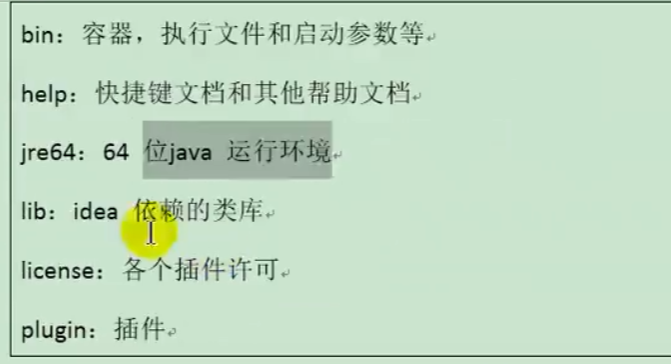 bin：容器，执行文件和启动参数等
help：快捷键文档和其他帮助文档
jre64：64 位java 运行环境
lib：idea 依赖的类库
license：各个插件许可
plugin：插件